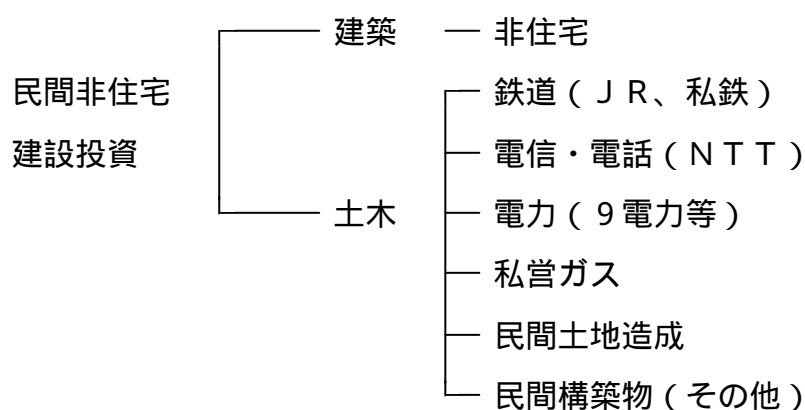 建築
非住宅
民間非住宅
建設投資
鉄道（ＪＲ、私鉄）
電信・電話（ＮＴＴ）
土木
電力（９電力等）
私営ガス
民間土地造成
民間構築物（その他）